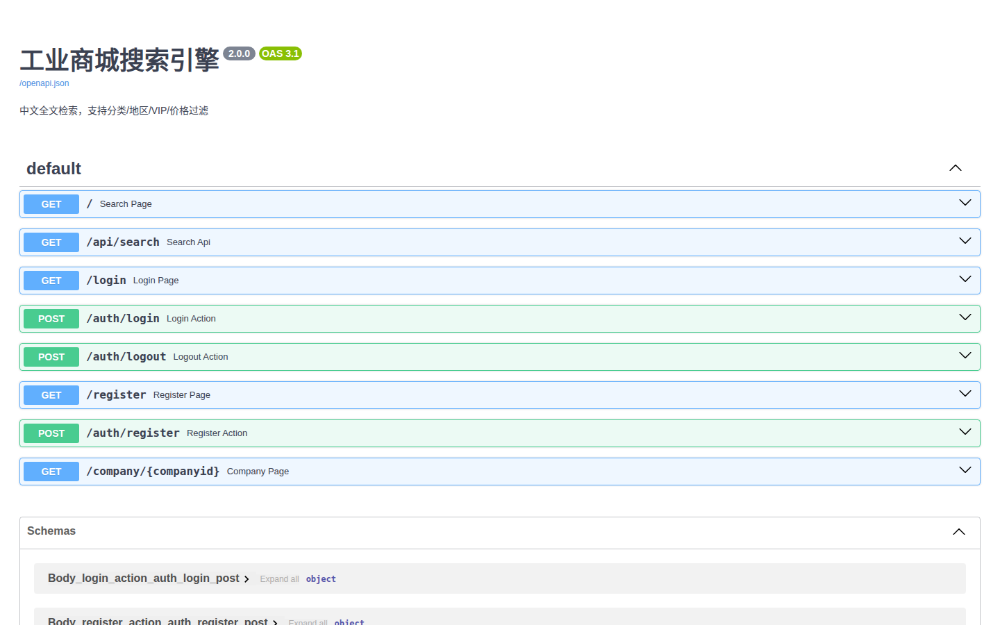 工业商城搜索引擎 2.0.0 OAS 3.1
/openapi.json
中文全文检索，支持分类/地区/VIP/价格过滤
default
GET / Search Page
GET /api/search Search Api
GET /login Login Page
POST /auth/login Login Action
POST /auth/logout Logout Action
GET /register Register Page
POST /auth/register Register Action
GET /company/{companyid} Company Page
Schemas
Body_login_action_auth_login_post Expand all object
Body_register_action_auth_register_post Expand all object